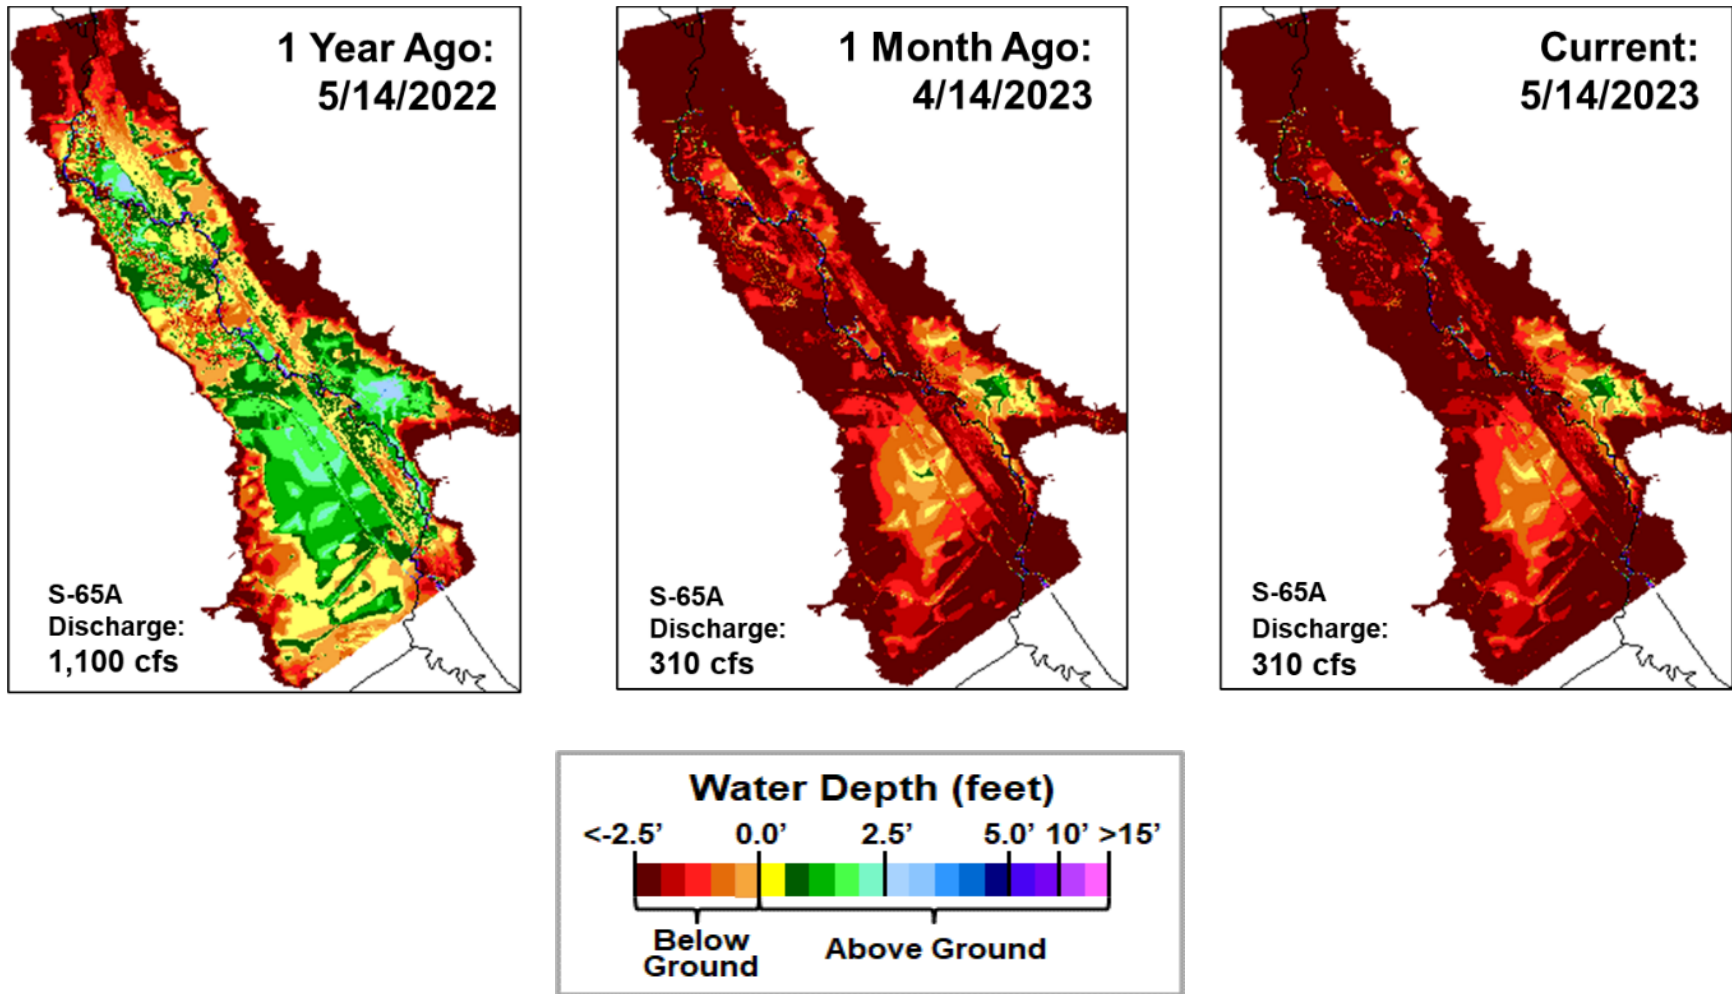 1 Year Ago:
5/14/2022
S-65A
Discharge:
1,100 cfs
1 Month Ago:
4/14/2023
S-65A
Discharge:
310 cfs
Current:
5/14/2023
S-65A
Discharge:
310 cfs
Water Depth (feet)
<-2.5’ 0.0’ 2.5’ 5.0’ 10’ >15’
Below
Ground
Above Ground